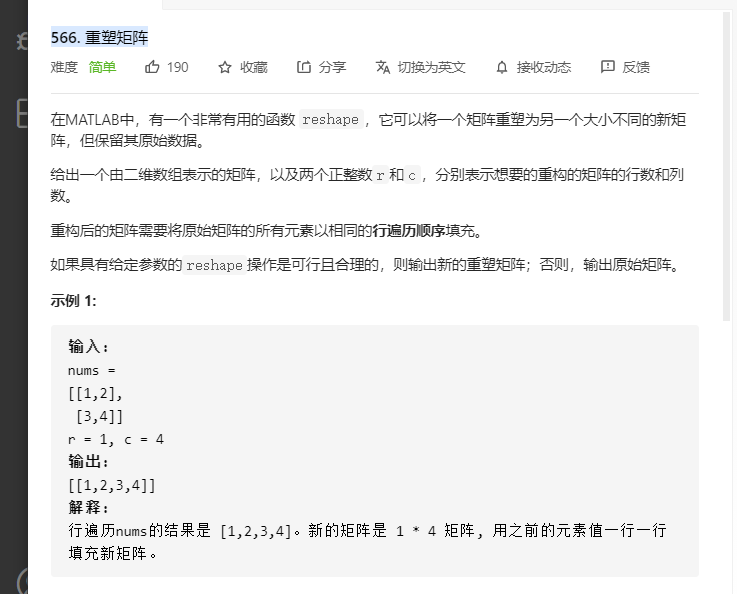 566. 重塑矩阵
难度 简单 190 收藏 分享 切换为英文 接收动态 反馈
在MATLAB中，有一个非常有用的函数 reshape ，它可以将一个矩阵重塑为另一个大小不同的新矩
阵，但保留其原始数据。
给出一个由二维数组表示的矩阵，以及两个正整数 r 和 c ，分别表示想要的重构的矩阵的行数和列
数。
重构后的矩阵需要将原始矩阵的所有元素以相同的行遍历顺序填充。
如果具有给定参数的 reshape 操作是可行且合理的，则输出新的重塑矩阵；否则，输出原始矩阵。
示例 1:
输入:
nums =
[[1,2],
 [3,4]]
r = 1, c = 4
输出:
[[1,2,3,4]]
解释:
行遍历nums的结果是 [1,2,3,4]。新的矩阵是 1 * 4 矩阵, 用之前的元素值一行一行
填充新矩阵。